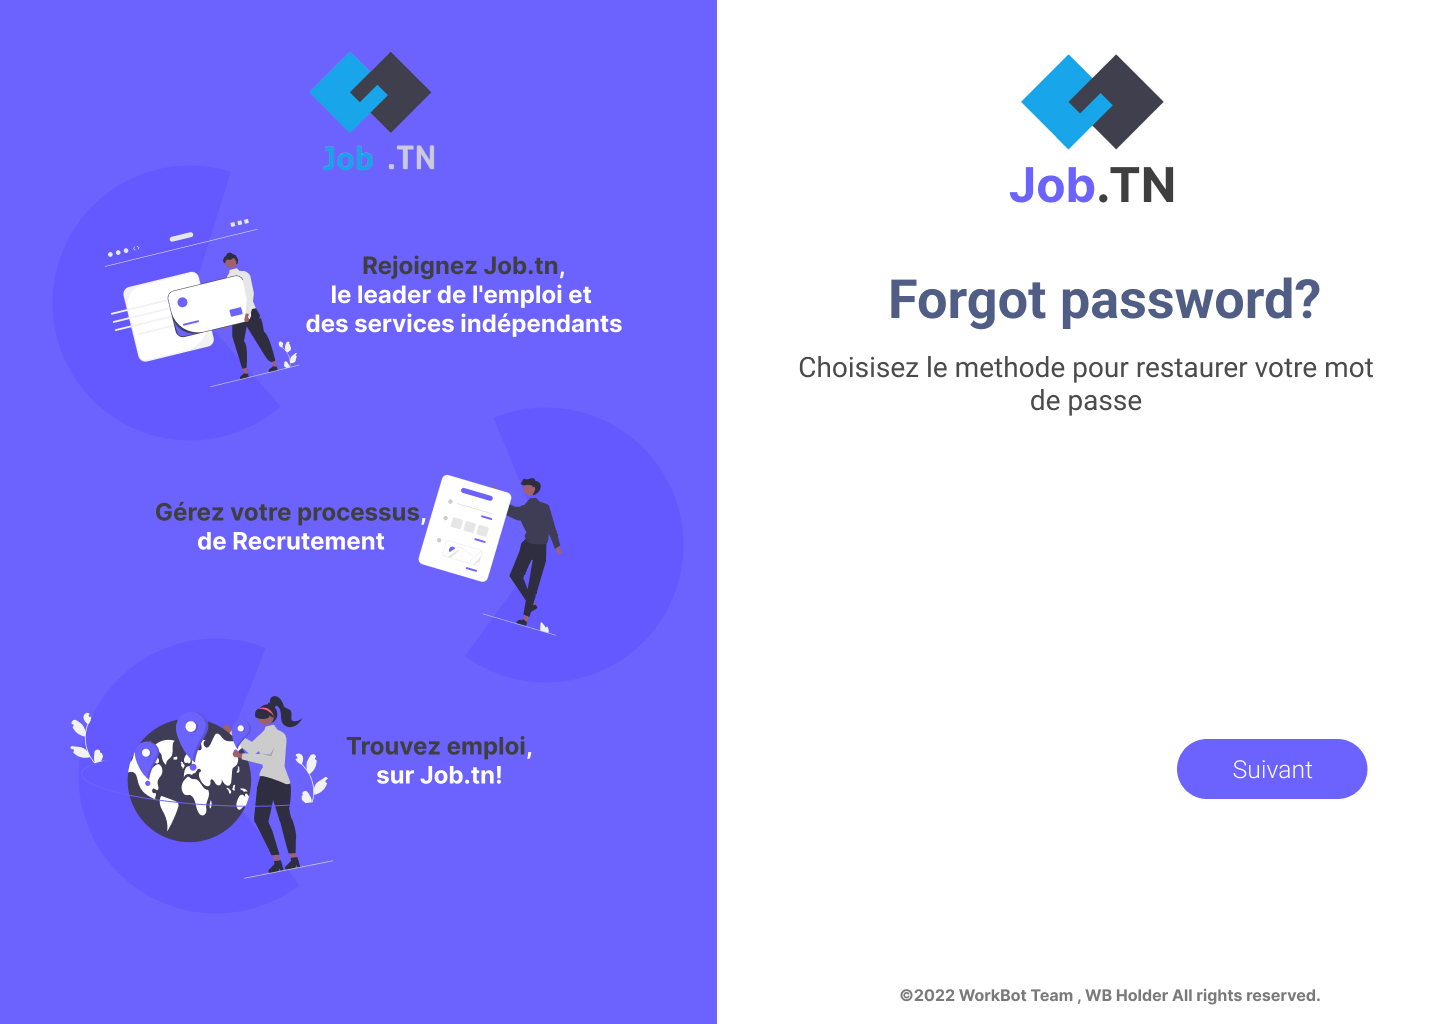 Job .TN
Rejoignez Job.tn,
le leader de l'emploi et
des services indépendants
Gérez votre processus,
de Recrutement
Trouvez emploi,
sur Job.tn!
Job.TN
Forgot password?
Choisisez le methode pour restaurer votre mot
de passe
Suivant
©2022 WorkBot Team , WB Holder All rights reserved.